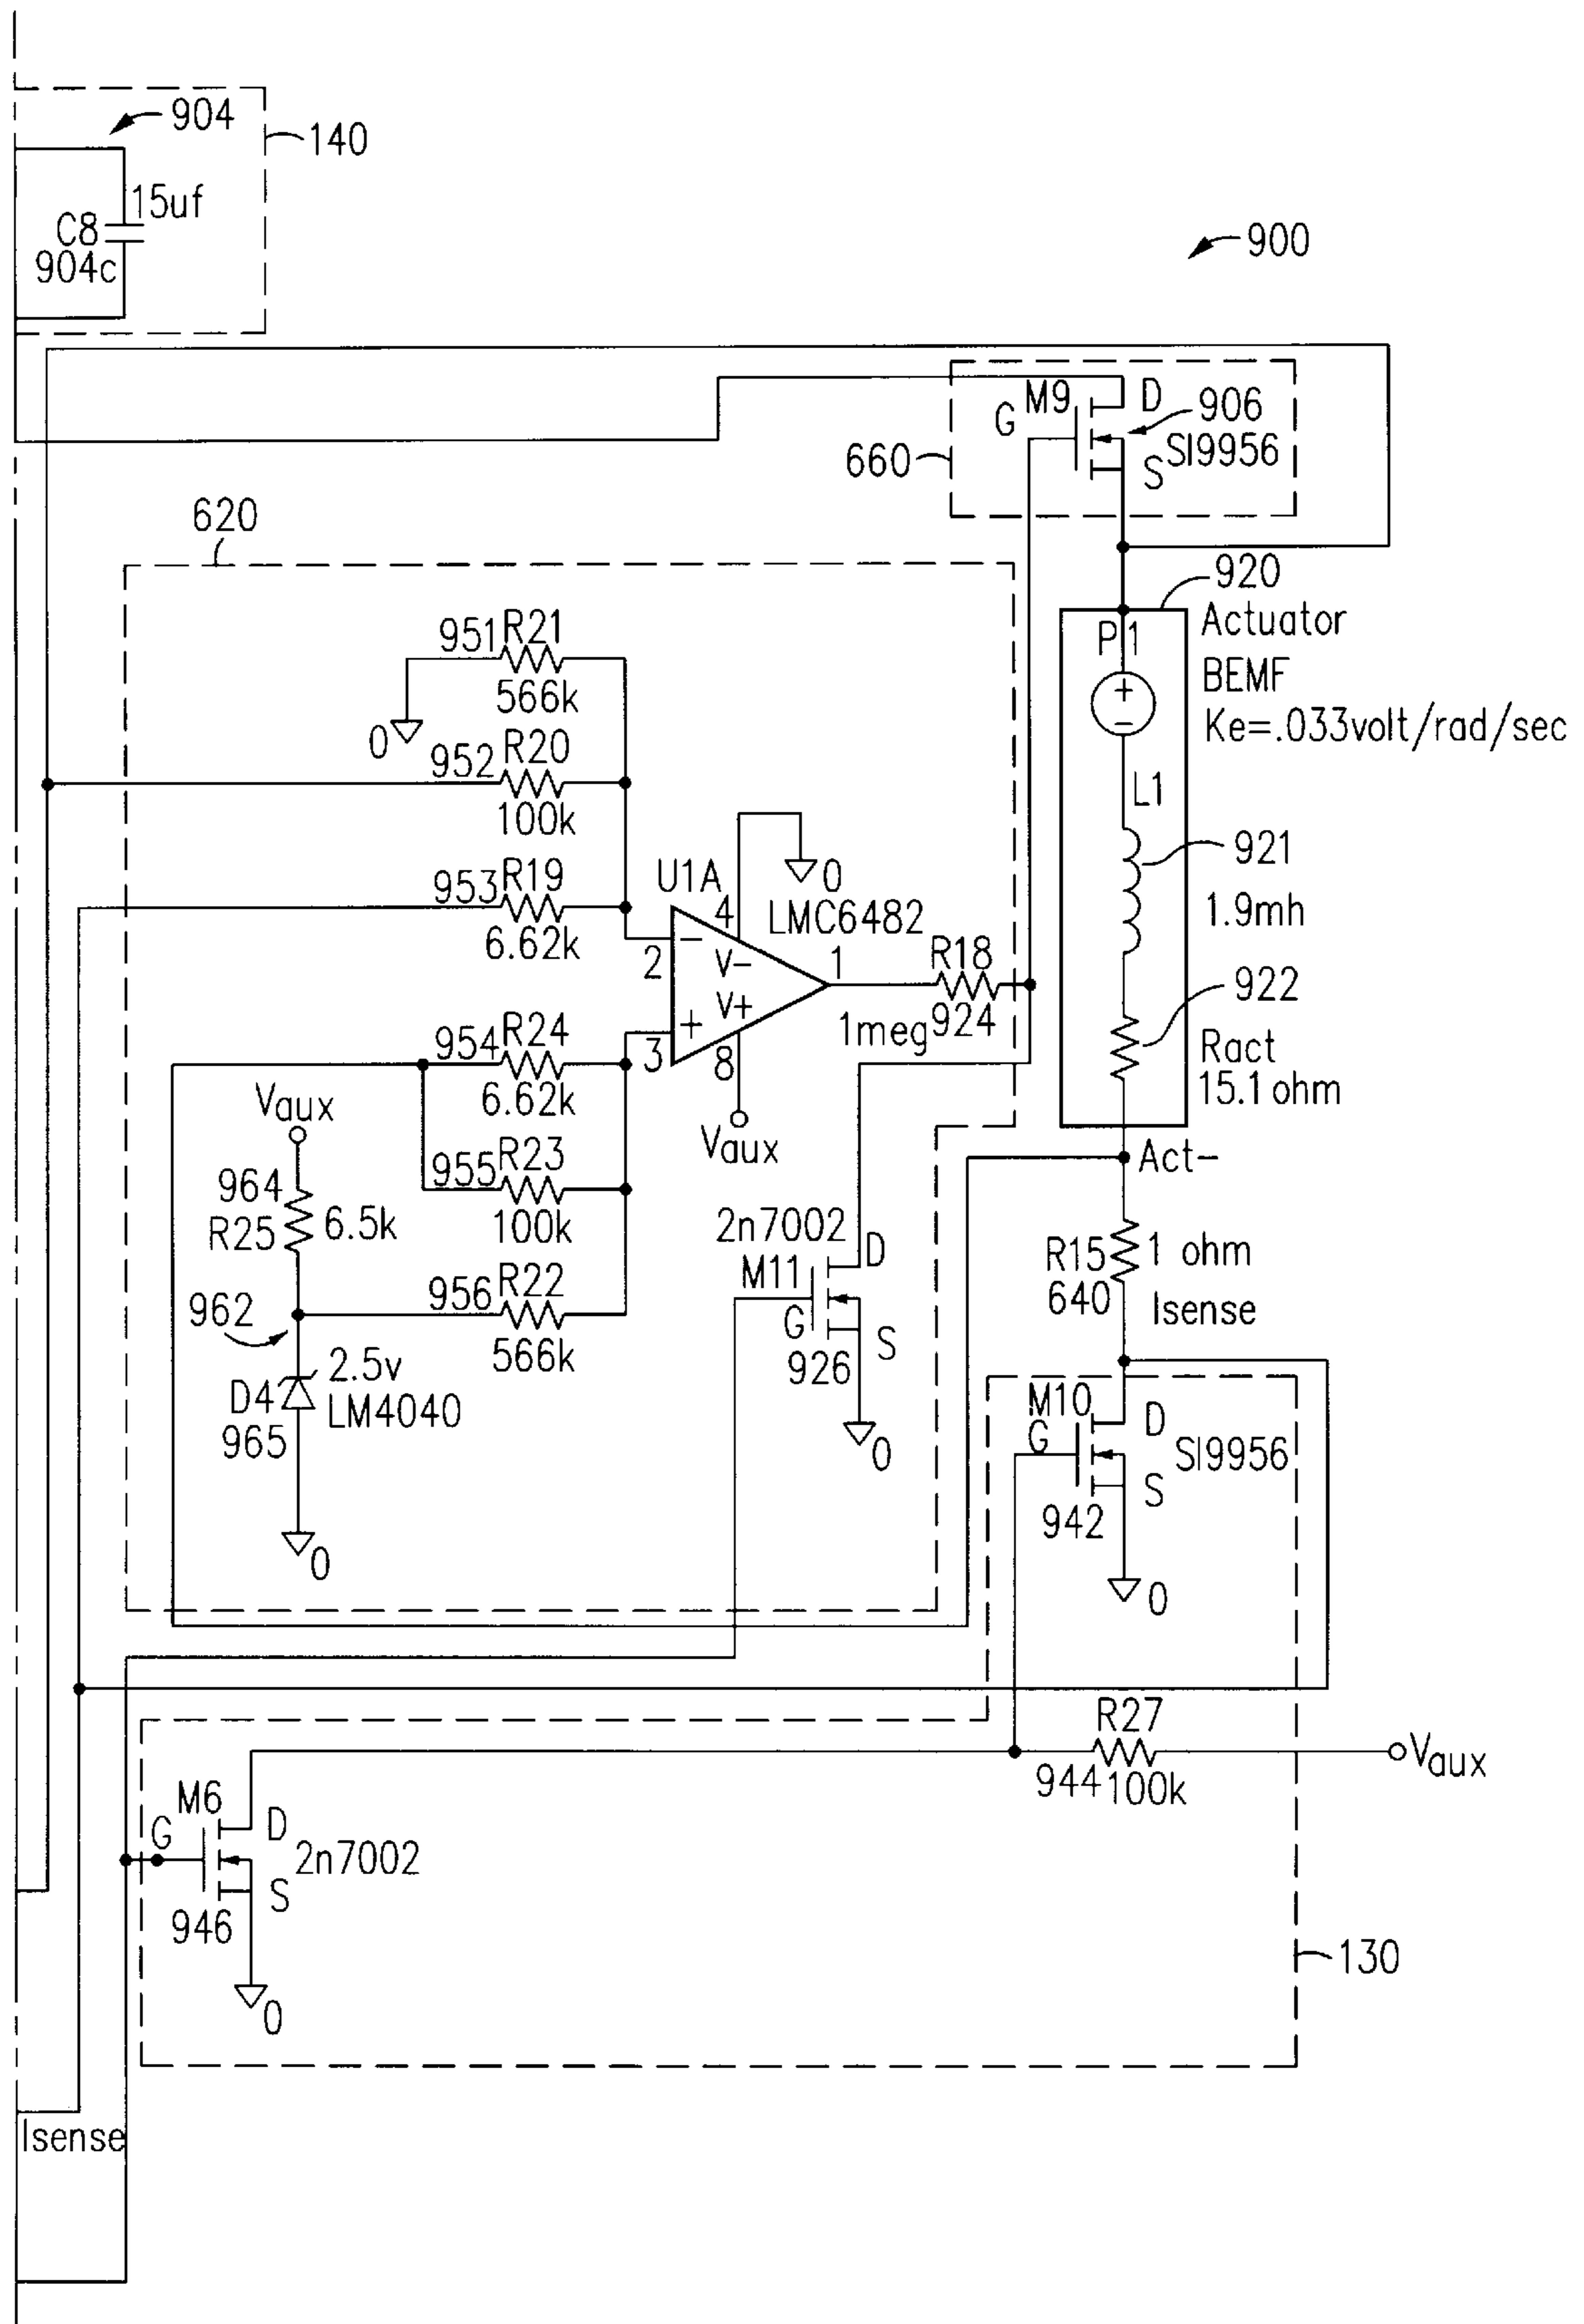 904
140
15uf
C8
904c
900
M9
D
G
906
SI9956
S
660
620
920
Actuator
P1
BEMF
+
-
Ke=.033volt/rad/sec
951
R21
566k
0
952
R20
100k
L1
921
1.9mh
953
R19
6.62k
U1A
4
0
LMC6482
2
-
V-
1
R18
V+
+
1meg
924
922
Ract
15.1 ohm
954
R24
6.62k
3
8
Vaux
Vaux
Act-
955
R23
100k
964
R25
6.5k
2n7002
D
M11
G
S
926
0
R15
1 ohm
640
Isense
956
R22
566k
962
2.5v
D4
LM4040
965
0
M10
D
G
SI9956
S
942
0
R27
944
100k
Vaux
M6
D
G
2n7002
S
946
0
130
Isense